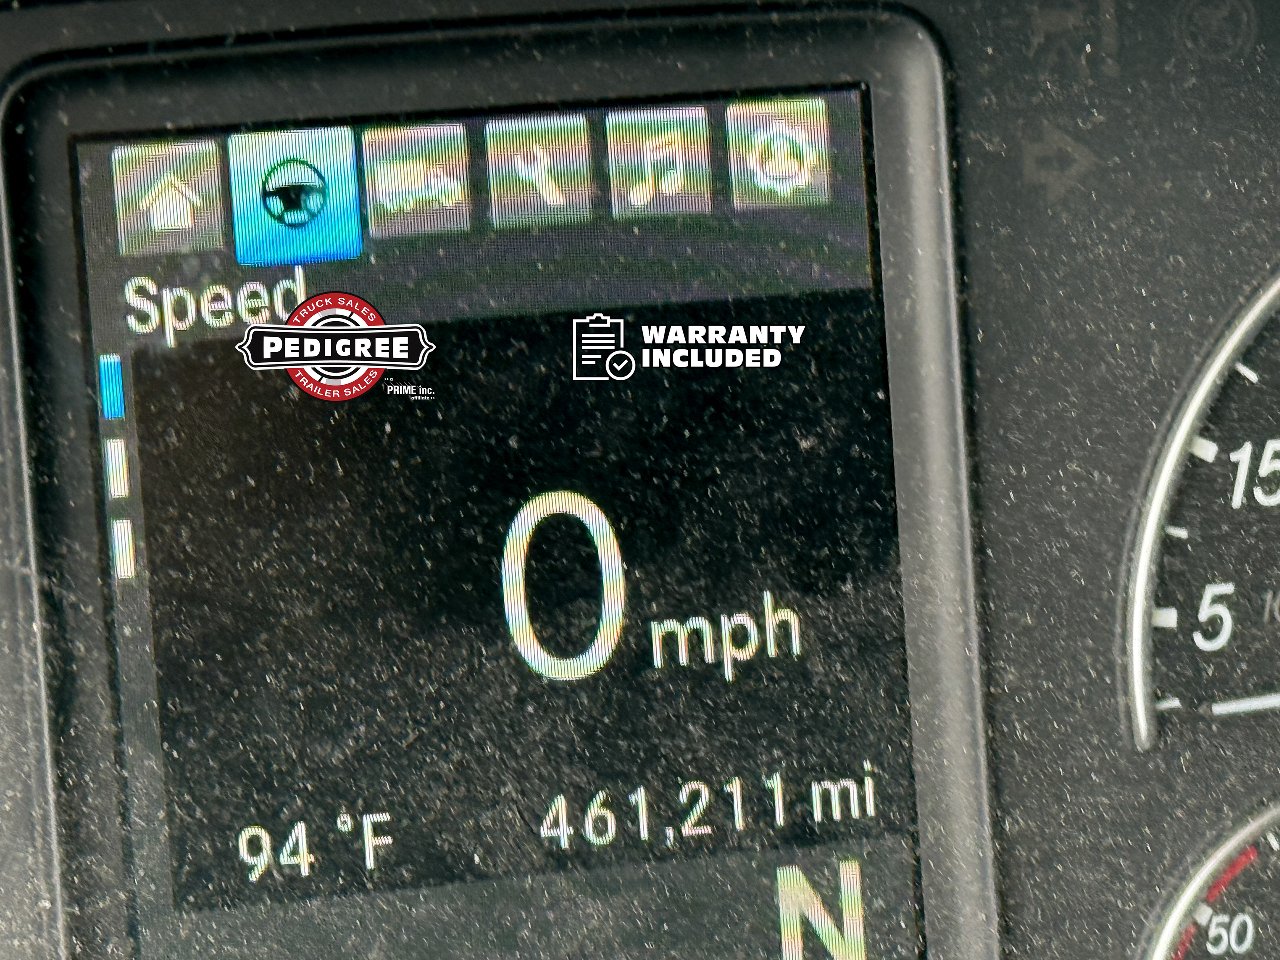 Speed
TRUCK SALES
PEDIGREE
TRAILER SALES
PRIME inc.
WARRANTY
INCLUDED
0 mph
94 °F
461,211 mi
N
15
5
50